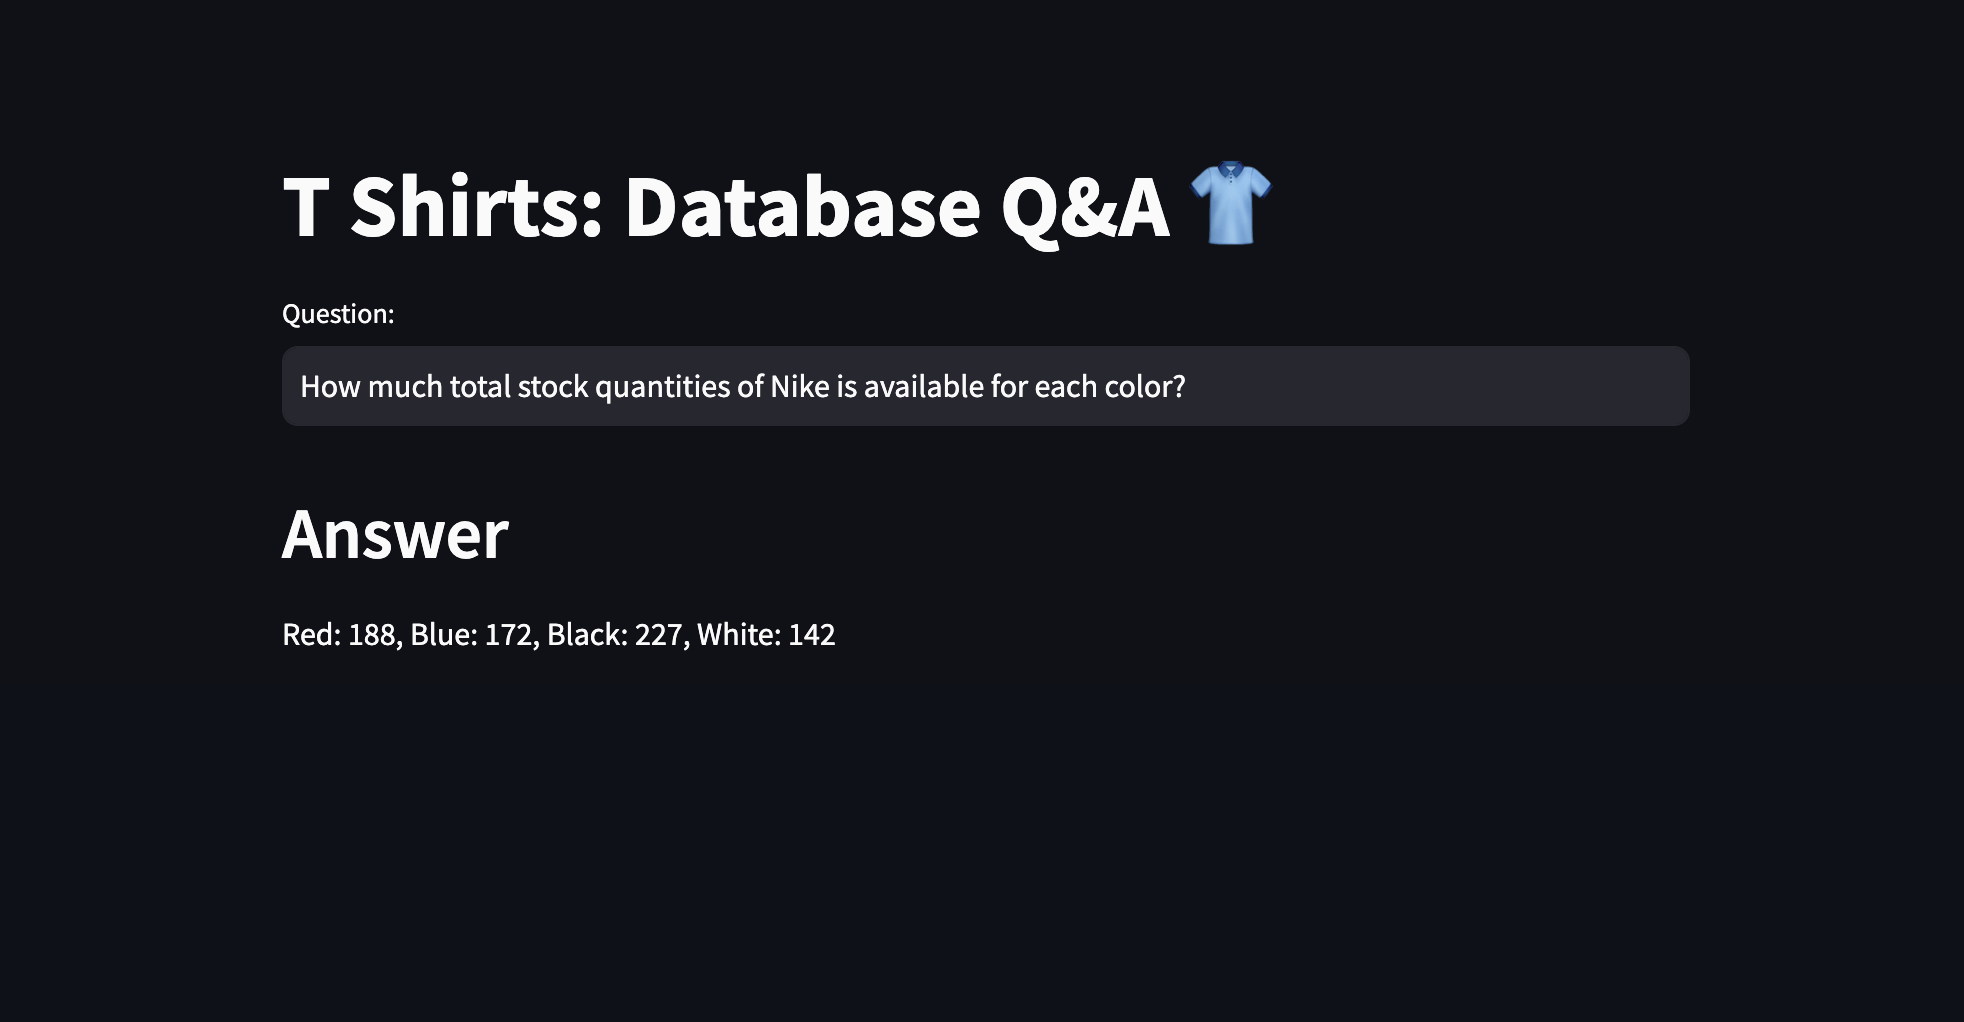 T Shirts: Database Q&A 👕
Question:
How much total stock quantities of Nike is available for each color?
Answer
Red: 188, Blue: 172, Black: 227, White: 142